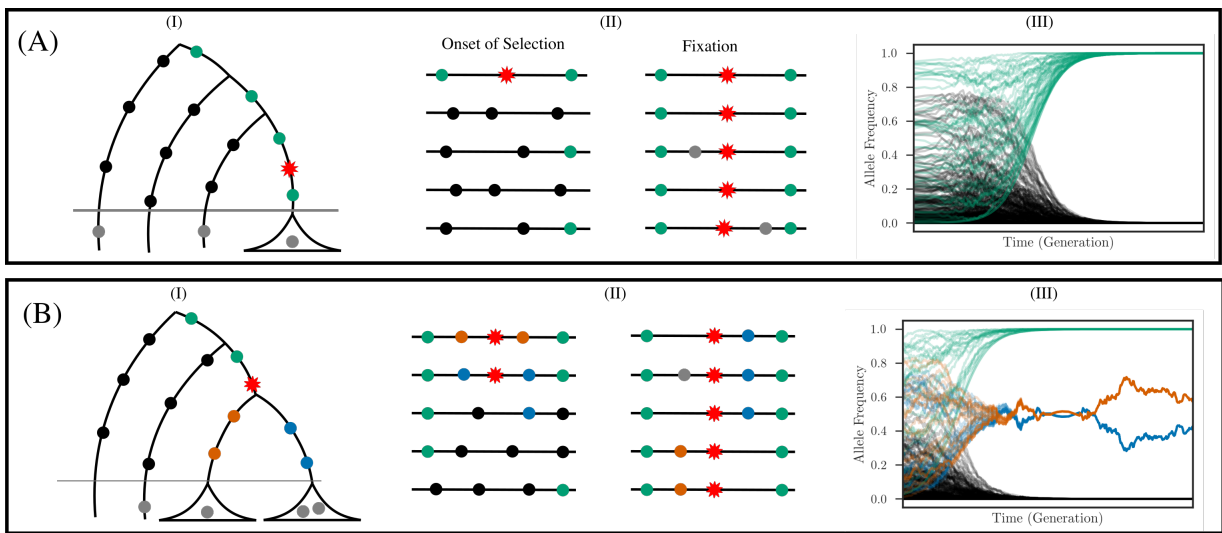 (A)
(I)
(II)
(III)
Onset of Selection
Fixation
1.0
0.8
0.6
0.4
0.2
0.0
Allele Frequency
Time (Generation)
(B)
(I)
(II)
(III)
1.0
0.8
0.6
0.4
0.2
0.0
Allele Frequency
Time (Generation)